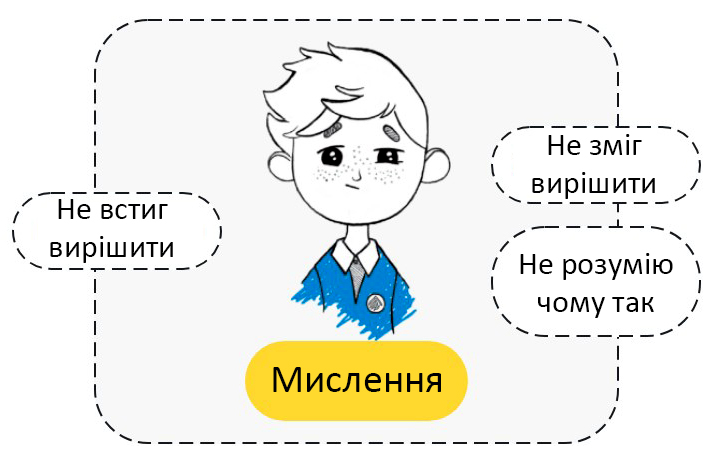 Не встиг
вирішити
Не зміг
вирішити
Не розумію
чому так
Мислення